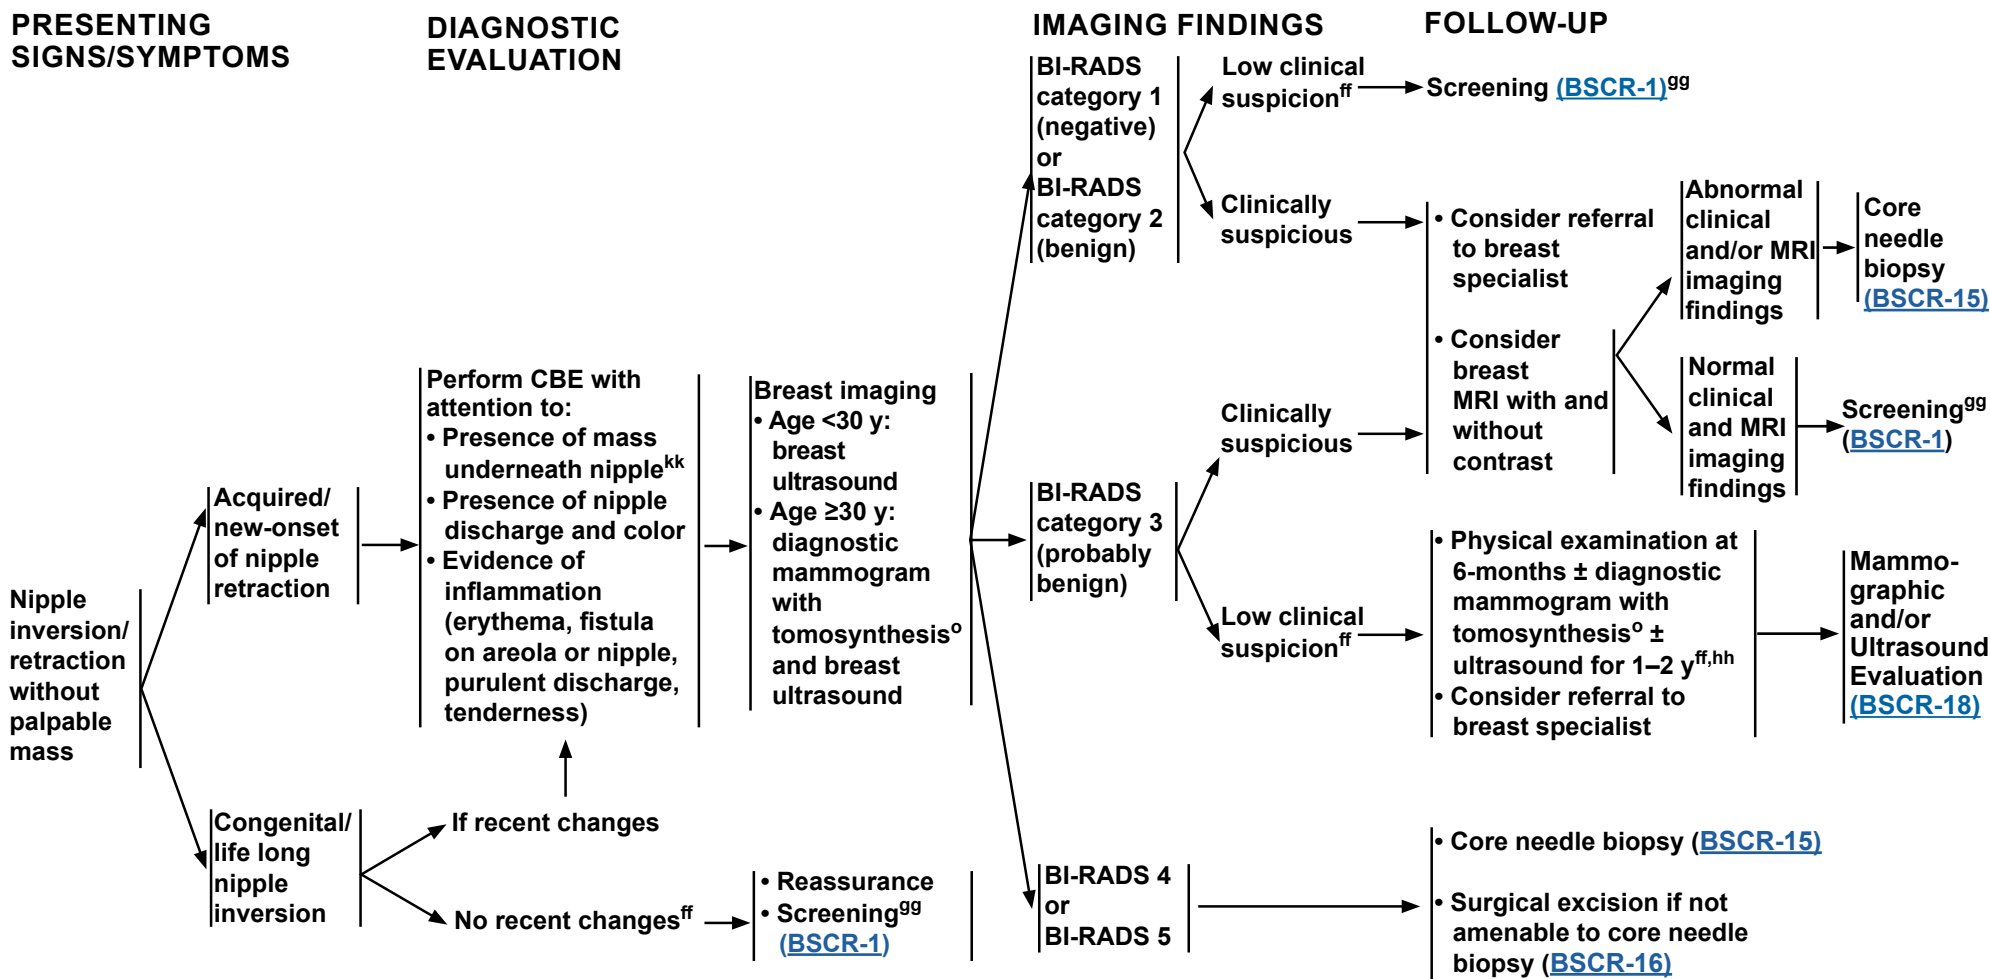 PRESENTING
SIGNS/SYMPTOMS
DIAGNOSTIC
EVALUATION
IMAGING FINDINGS
FOLLOW-UP
Nipple
inversion/
retraction
without
palpable
mass
Acquired/
new-onset
of nipple
retraction
Congenital/
life long
nipple
inversion
Perform CBE with
attention to:
• Presence of mass
underneath nipplekk
• Presence of nipple
discharge and color
• Evidence of
inflammation
(erythema, fistula
on areola or nipple,
purulent discharge,
tenderness)
If recent changes
No recent changesff
Breast imaging
• Age <30 y:
breast
ultrasound
• Age ≥30 y:
diagnostic
mammogram
with
tomosynthesiso
and breast
ultrasound
• Reassurance
• Screeninggg
(BSCR-1)
BI-RADS
category 1
(negative)
or
BI-RADS
category 2
(benign)
Low clinical
suspicionff
Screening (BSCR-1)gg
Clinically
suspicious
BI-RADS
category 3
(probably
benign)
Clinically
suspicious
Low clinical
suspicionff
BI-RADS 4
or
BI-RADS 5
• Consider referral
to breast
specialist
• Consider
breast
MRI with and
without
contrast
Abnormal
clinical
and/or MRI
imaging
findings
Core
needle
biopsy
(BSCR-15)
Normal
clinical
and MRI
imaging
findings
Screeninggg
(BSCR-1)
• Physical examination at
6-months ± diagnostic
mammogram with
tomosynthesiso ±
ultrasound for 1–2 yff,hh
• Consider referral to
breast specialist
Mammo-
graphic
and/or
Ultrasound
Evaluation
(BSCR-18)
• Core needle biopsy (BSCR-15)
• Surgical excision if not
amenable to core needle
biopsy (BSCR-16)